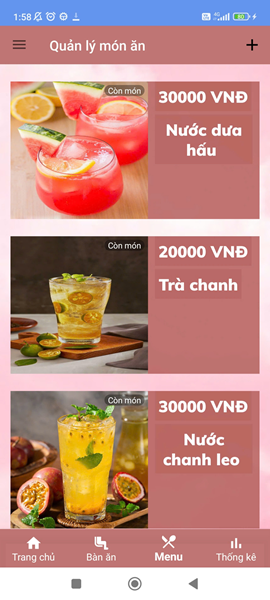 1:58
80
Quản lý món ăn
Còn món
30000 VNĐ
Nước dưa
hấu
Còn món
20000 VNĐ
Trà chanh
Còn món
30000 VNĐ
Nước
chanh leo
Trang chủ
Bàn ăn
Menu
Thống kê